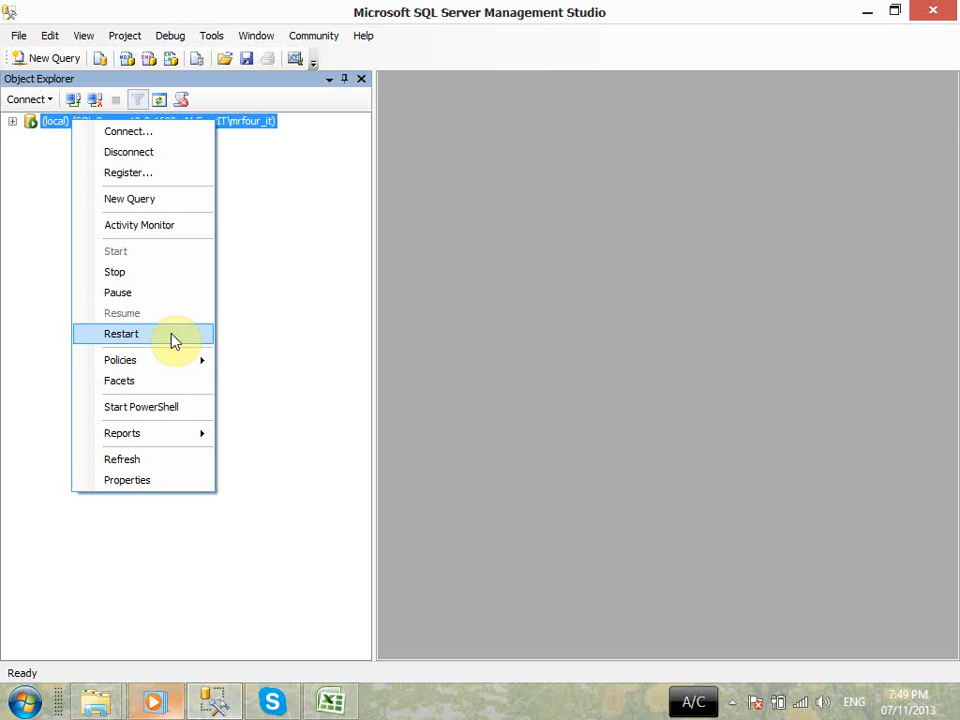 Microsoft SQL Server Management Studio
File Edit View Project Debug Tools Window Community Help
New Query
Object Explorer
Connect
(local)
IT\mrfour_it)
Connect...
Disconnect
Register...
New Query
Activity Monitor
Start
Stop
Pause
Resume
Restart
Policies
Facets
Start PowerShell
Reports
Refresh
Properties
Ready
A/C
ENG
7:49 PM
07/11/2013